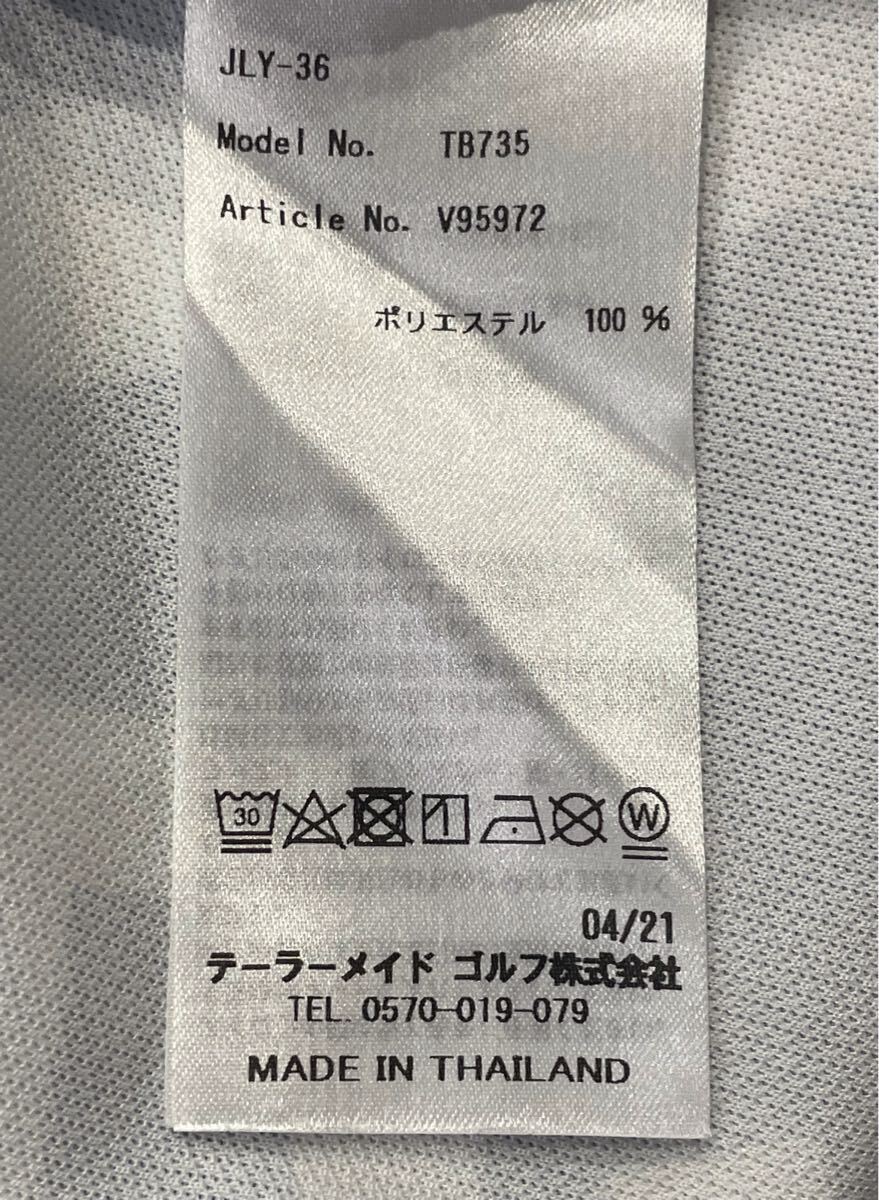 JLY-36
Model No. TB735
Article No. V95972
ポリエステル 100 %
30 W
04/21
テーラーメイド ゴルフ株式会社
TEL. 0570-019-079
MADE IN THAILAND